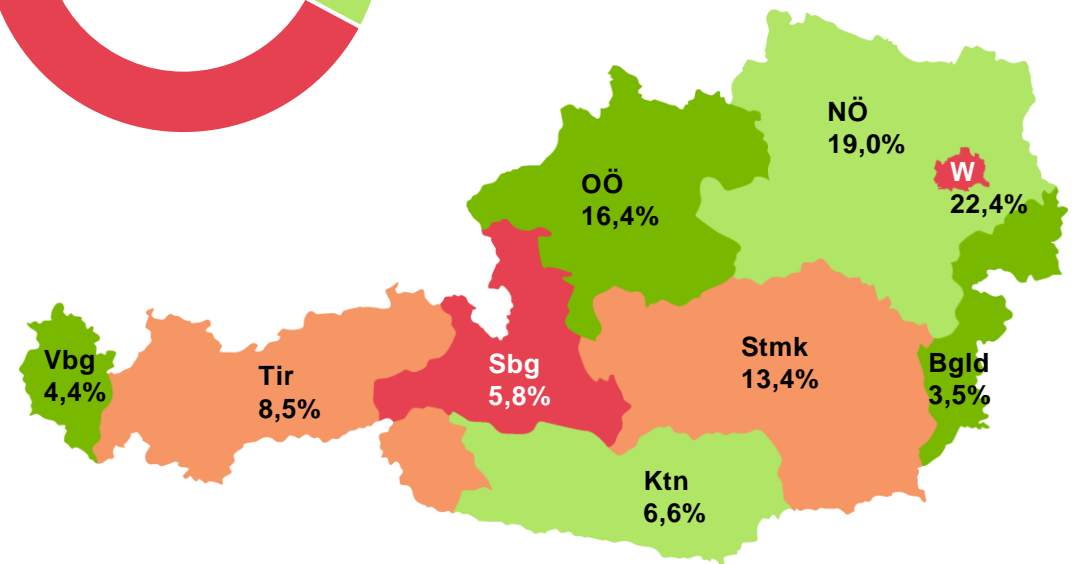 NÖ
19,0%
W
22,4%
OÖ
16,4%
Stmk
13,4%
Bgld
3,5%
Vbg
4,4%
Tir
8,5%
Sbg
5,8%
Ktn
6,6%